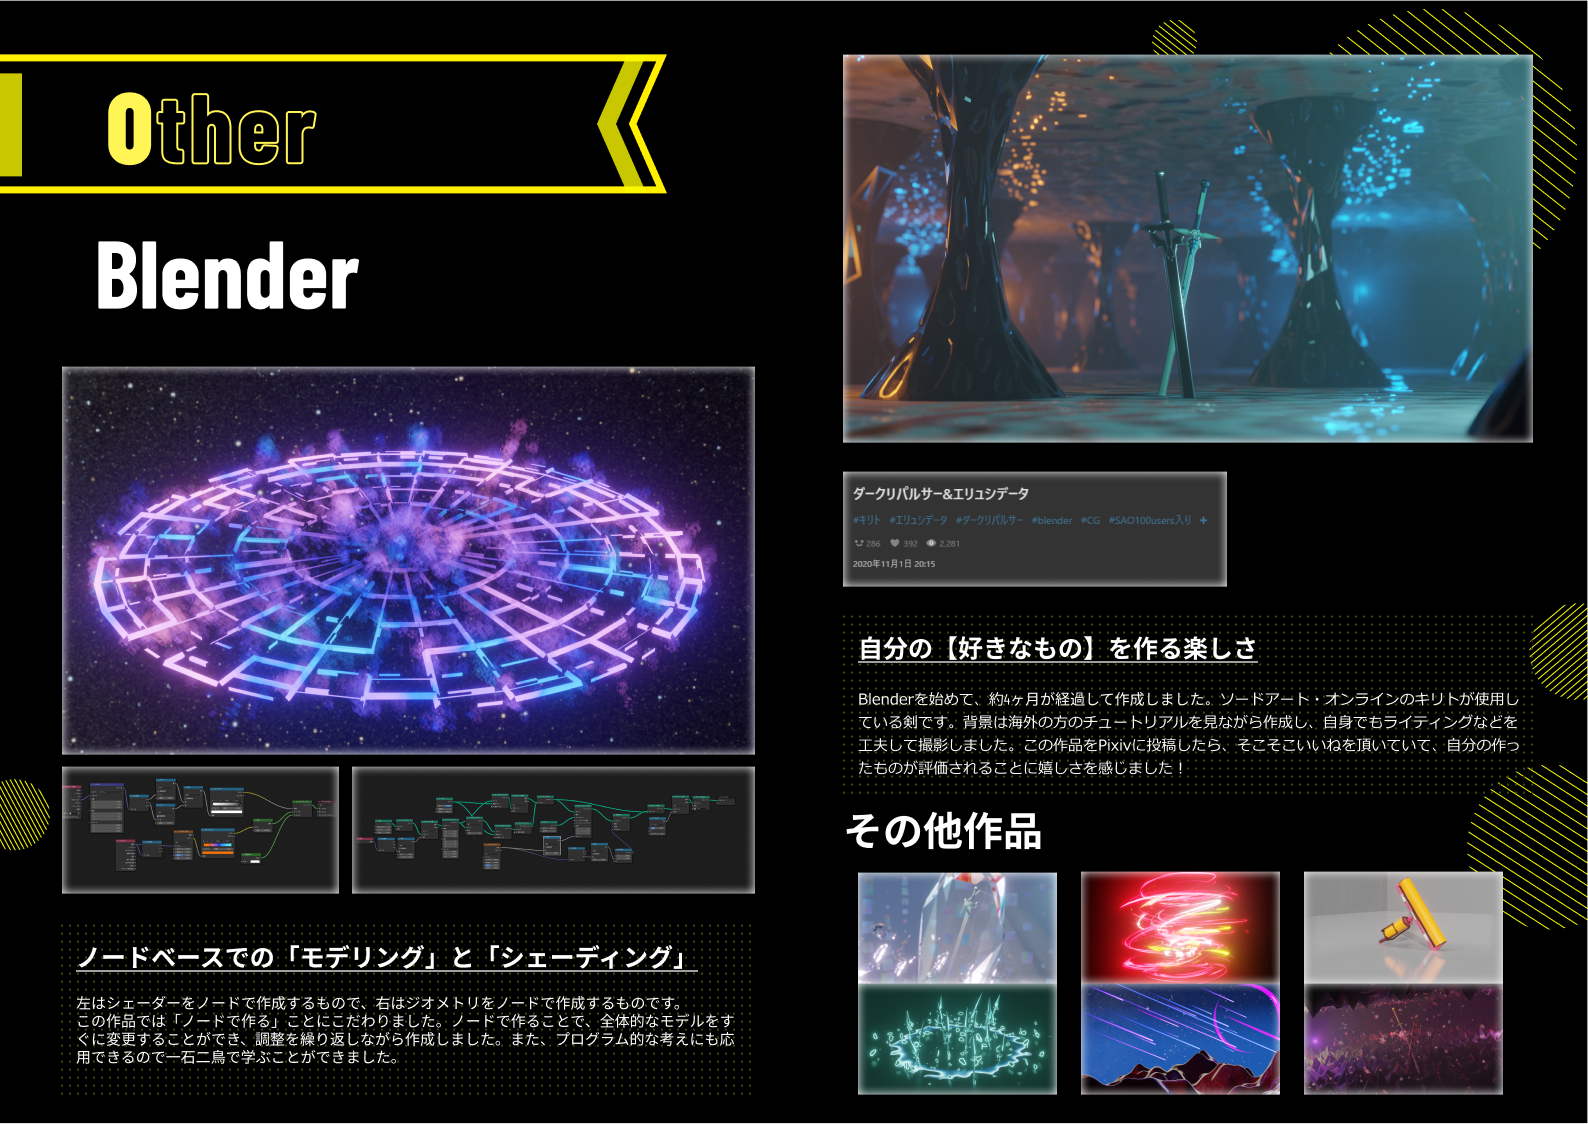 Other
Blender
ノードベースでの「モデリング」と「シェーディング」
左はシェーダーをノードで作成するもので、右はジオメトリをノードで作成するものです。
この作品では「ノードで作る」ことにこだわりました。ノードで作ることで、全体的なモデルをす
ぐに変更することができ、調整を繰り返しながら作成しました。また、プログラム的な考えにも応
用できるので一石二鳥で学ぶことができました。
ダークリパルサー&エリュシデータ
#キリト #エリュシデータ #ダークリパルサー #blender #CG #SAO100users入り +
286 392 2,281
2020年11月1日 20:15
自分の【好きなもの】を作る楽しさ
Blenderを始めて、約4ヶ月が経過して作成しました。ソードアート・オンラインのキリトが使用し
ている剣です。背景は海外の方のチュートリアルを見ながら作成し、自身でもライティングなどを
工夫して撮影しました。この作品をPixivに投稿したら、そこそこいいねを頂いていて、自分の作っ
たものが評価されることに嬉しさを感じました！
その他作品